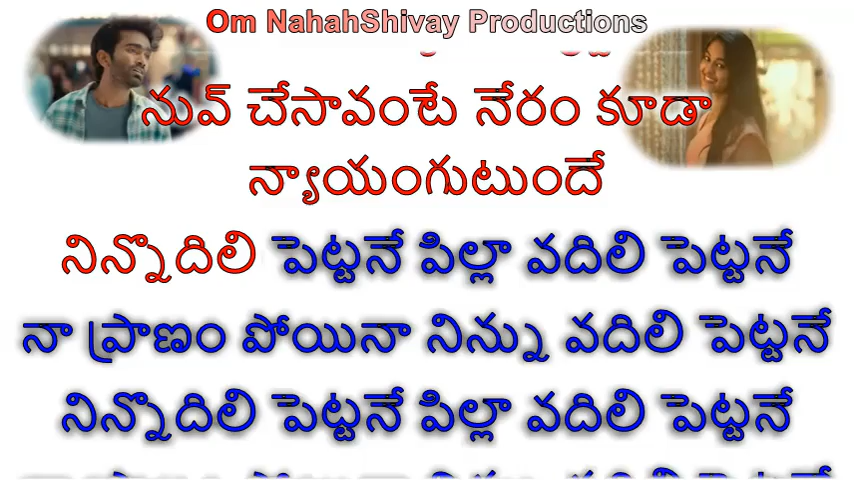 Om NahahShivay Productions
నువ్ చేసావంటే నేరం కూడా
న్యాయంగుటుందే
నిన్నొదిలి పెట్టనే పిల్లా వదిలి పెట్టనే
నా ప్రాణం పోయినా నిన్ను వదిలి పెట్టనే
నిన్నొదిలి పెట్టనే పిల్లా వదిలి పెట్టనే